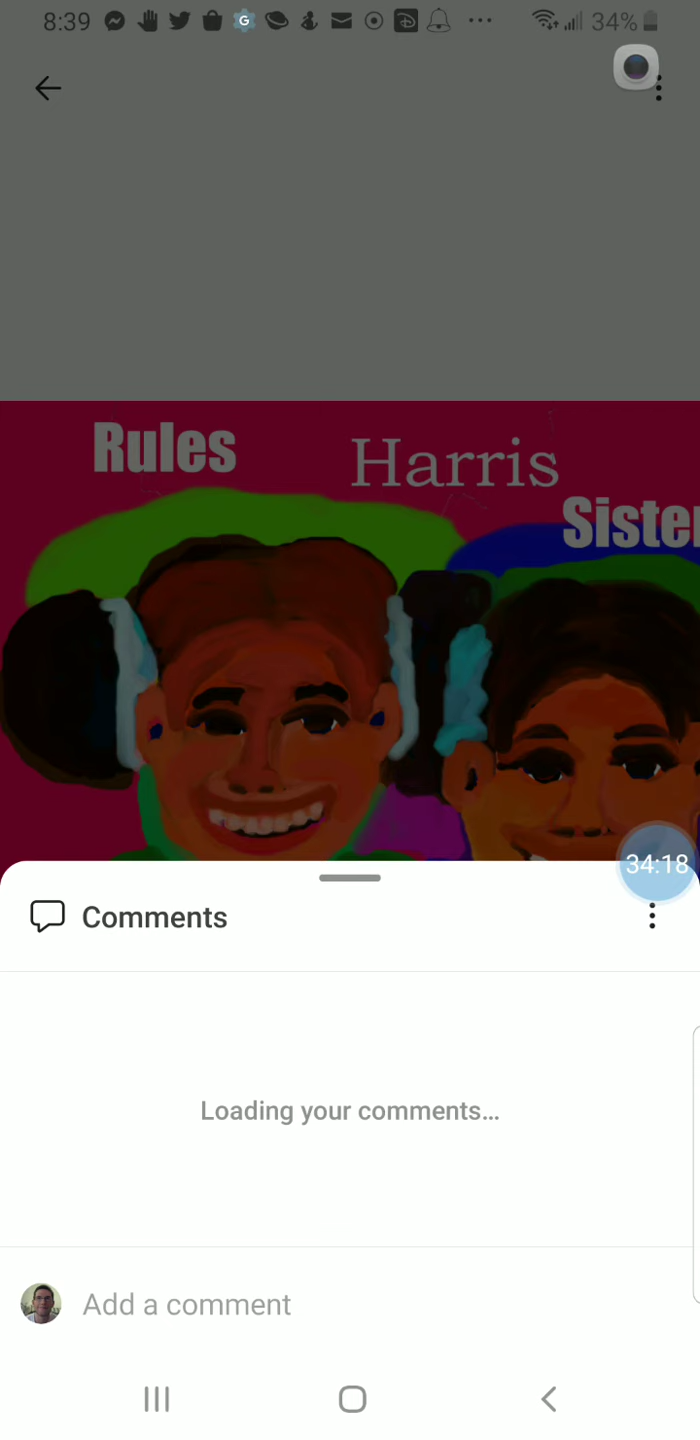 8:39
G
34%
Rules
Harris
Sister
34:18
Comments
Loading your comments...
Add a comment